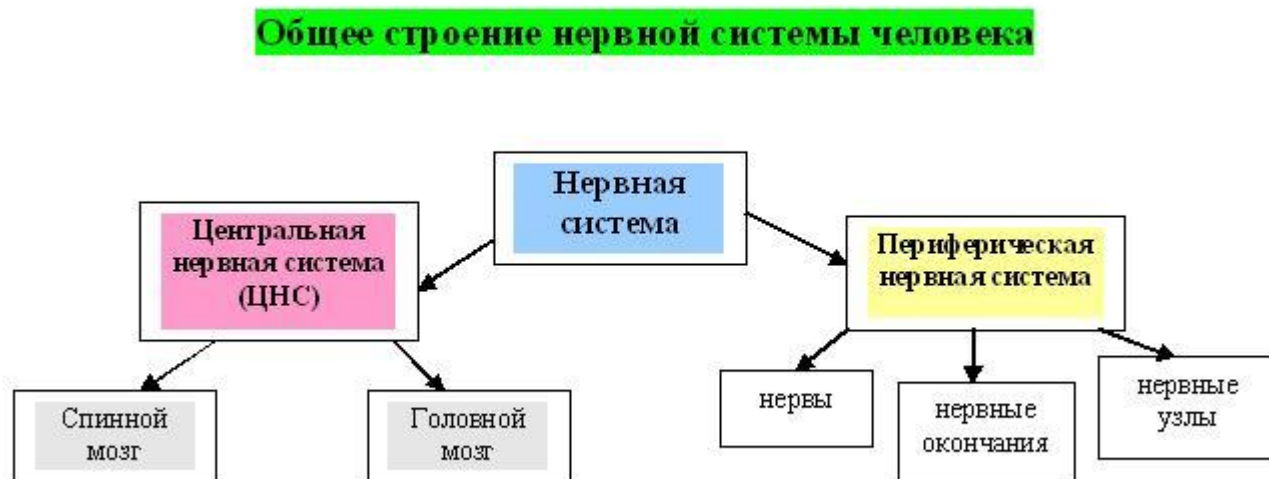 Общее строение нервной системы человека
Нервная
система
Центральная
нервная система
(ЦНС)
Периферическая
нервная система
Спинной
мозг
Головной
мозг
нервы
нервные
окончания
нервные
узлы